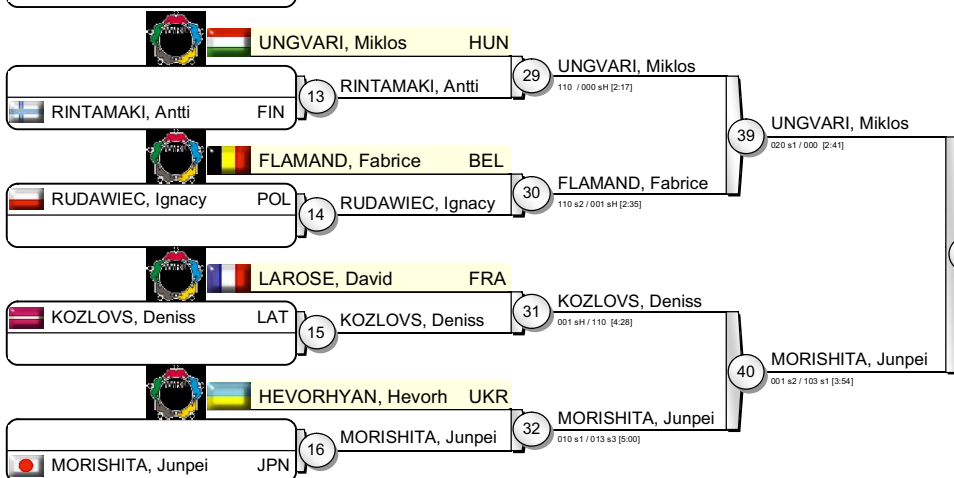 UNGVARI, Miklos HUN
RINTAMAKI, Antti FIN
13
RINTAMAKI, Antti
29
UNGVARI, Miklos
110 / 000 sH [2:17]
FLAMAND, Fabrice BEL
RUDAWIEC, Ignacy POL
14
RUDAWIEC, Ignacy
30
FLAMAND, Fabrice
110 s2 / 001 sH [2:35]
39
UNGVARI, Miklos
020 s1 / 000 [2:41]
LAROSE, David FRA
KOZLOVS, Deniss LAT
15
KOZLOVS, Deniss
31
KOZLOVS, Deniss
001 sH / 110 [4:28]
HEVORHYAN, Hevorh UKR
MORISHITA, Junpei JPN
16
MORISHITA, Junpei
32
MORISHITA, Junpei
010 s1 / 013 s3 [5:00]
40
MORISHITA, Junpei
001 s2 / 103 s1 [3:54]